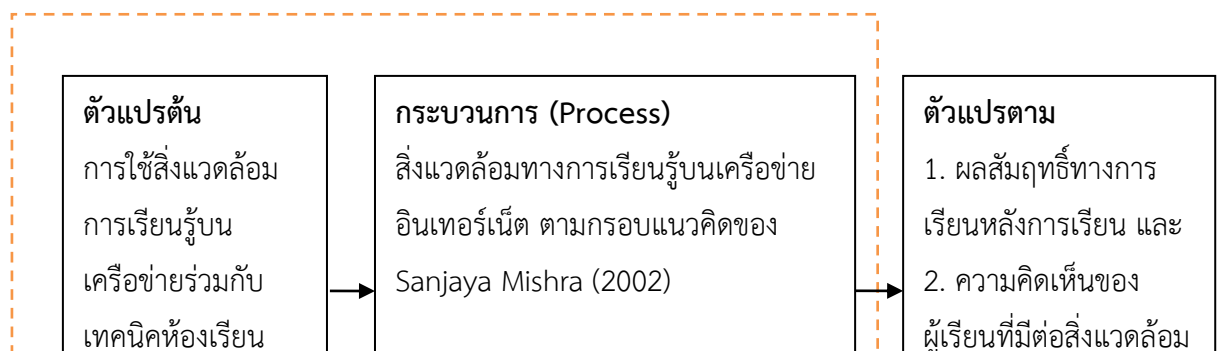 ตัวแปรต้น
การใช้สิ่งแวดล้อม
การเรียนรู้บน
เครือข่ายร่วมกับ
เทคนิคห้องเรียน
กระบวนการ (Process)
สิ่งแวดล้อมทางการเรียนรู้บนเครือข่าย
อินเทอร์เน็ต ตามกรอบแนวคิดของ
Sanjaya Mishra (2002)
ตัวแปรตาม
1. ผลสัมฤทธิ์ทางการ
เรียนหลังการเรียน และ
2. ความคิดเห็นของ
ผู้เรียนที่มีต่อสิ่งแวดล้อม